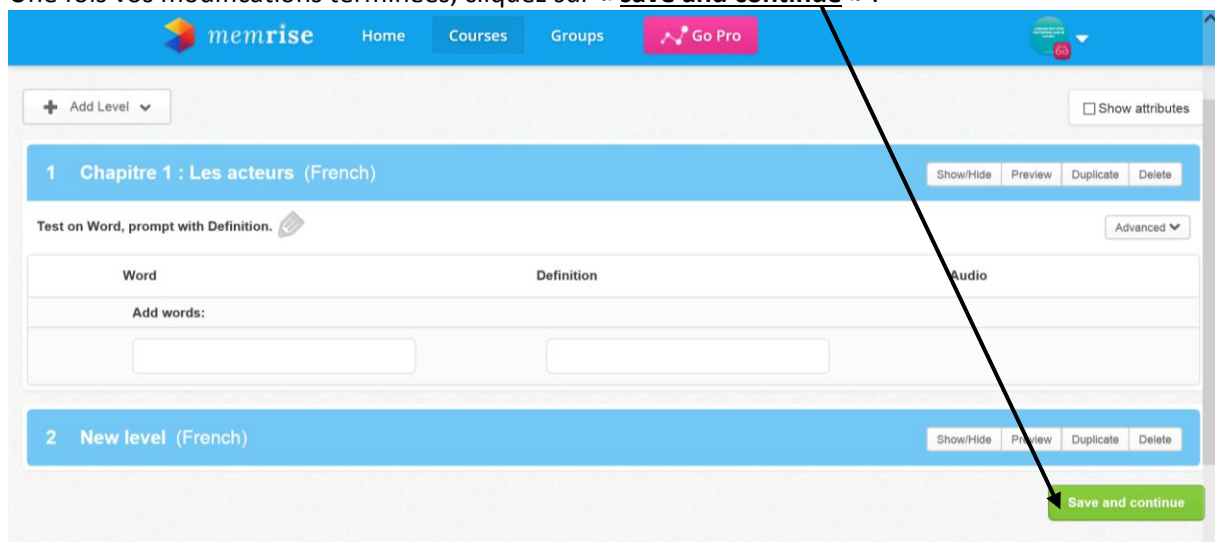 Une fois vos modifications terminées, cliquez sur « save and continue » :
memrise Home Courses Groups Go Pro
Add Level Show attributes
1 Chapitre 1 : Les acteurs (French) Show/Hide Preview Duplicate Delete
Test on Word, prompt with Definition. Advanced
Word Definition Audio
Add words:
2 New level (French) Show/Hide Preview Duplicate Delete
Save and continue